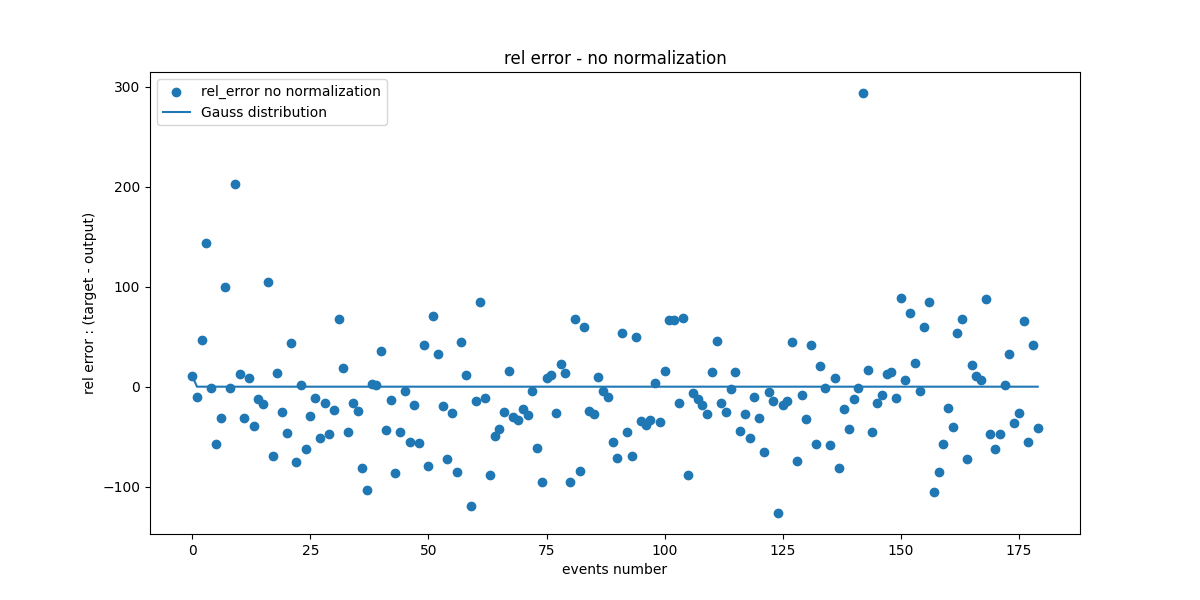 rel error - no normalization
rel_error no normalization
Gauss distribution
300
200
100
0
−100
rel error : (target - output)
0 25 50 75 100 125 150 175
events number